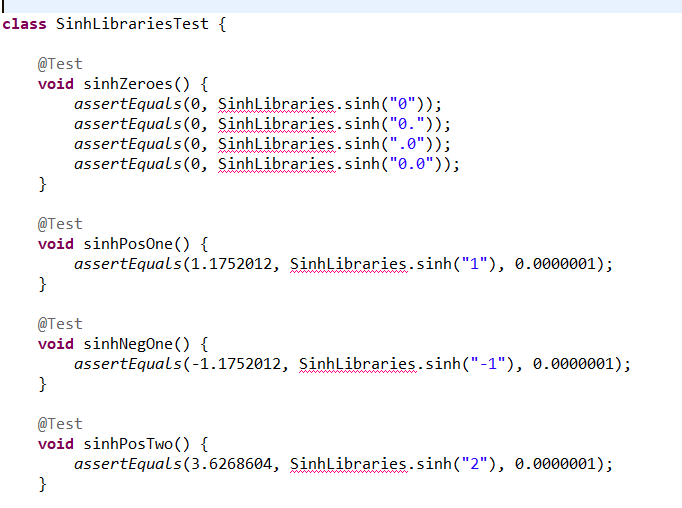 class SinhLibrariesTest {
@Test
void sinhZeroes() {
assertEquals(0, SinhLibraries.sinh("0"));
assertEquals(0, SinhLibraries.sinh("0."));
assertEquals(0, SinhLibraries.sinh(".0"));
assertEquals(0, SinhLibraries.sinh("0.0"));
}
@Test
void sinhPosOne() {
assertEquals(1.1752012, SinhLibraries.sinh("1"), 0.0000001);
}
@Test
void sinhNegOne() {
assertEquals(-1.1752012, SinhLibraries.sinh("-1"), 0.0000001);
}
@Test
void sinhPosTwo() {
assertEquals(3.6268604, SinhLibraries.sinh("2"), 0.0000001);
}